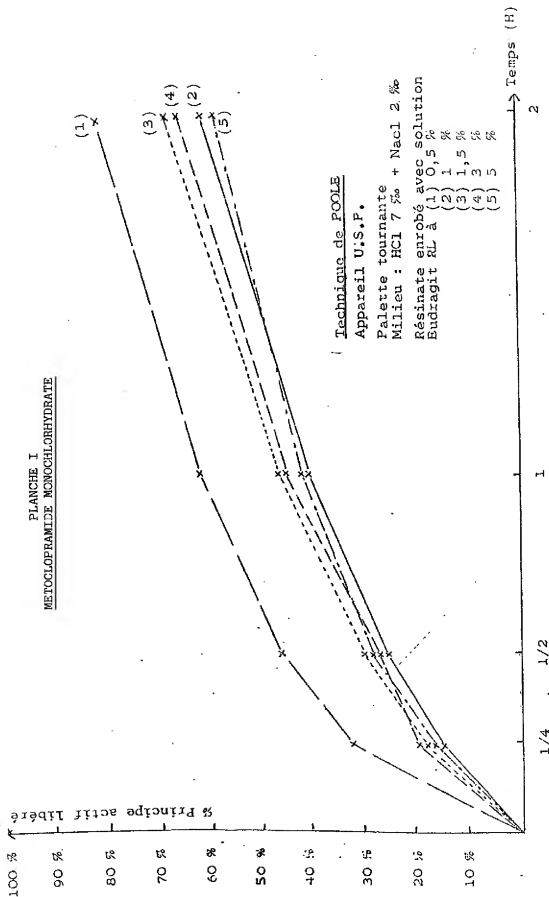 PLANCHE I
METOCLOPRAMIDE MONOCHLORHYDRATE
% Principe actif libéré
100 %
90 %
80 %
70 %
60 %
50 %
40 %
30 %
20 %
10 %
(1)
(3)
(4)
(2)
(5)
Technique de POOLE
Appareil U.S.P.
Palette tournante
Milieu : HCl 7 ‰ + Nacl 2 ‰
Résinate enrobé avec solution
Eudragit RL à (1) 0,5 %
(2) 1 %
(3) 1,5 %
(4) 3 %
(5) 5 %
1/4
1/2
1
2
Temps (H)